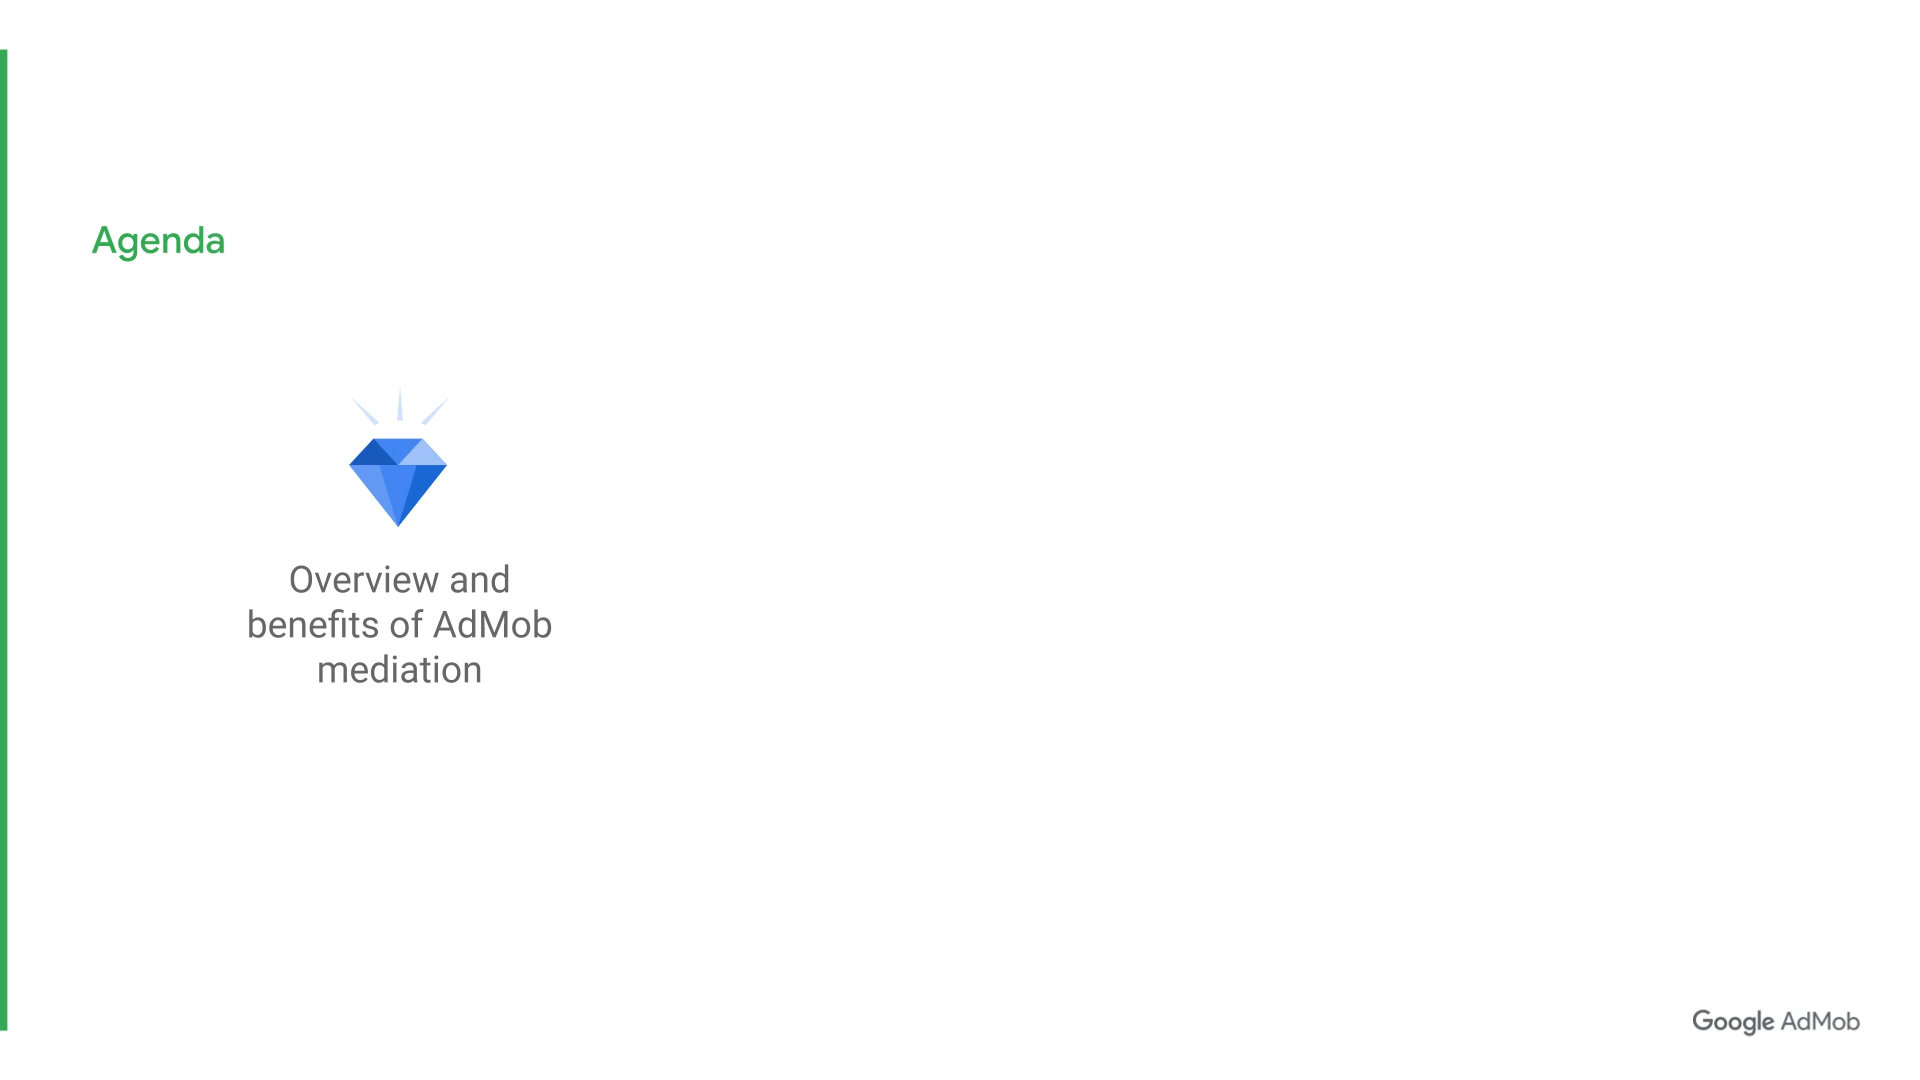 Agenda
Overview and
benefits of AdMob
mediation
Google AdMob